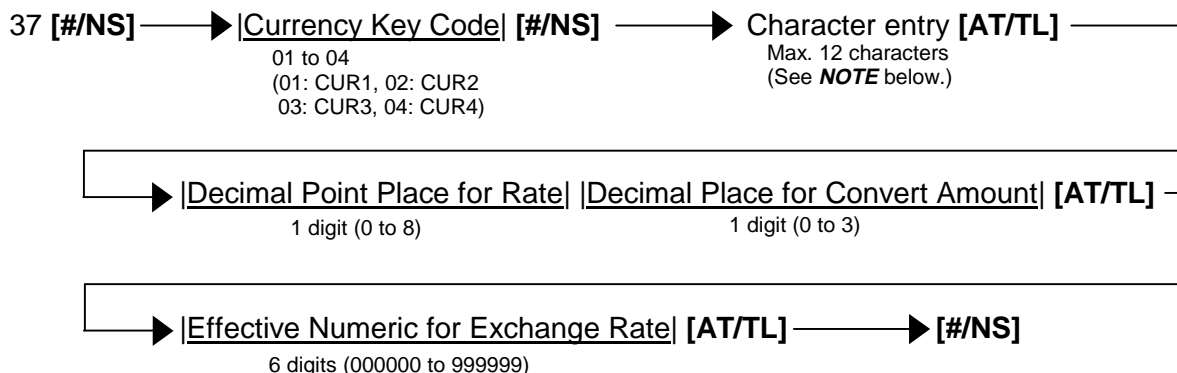 37 [#/NS] |Currency Key Code| [#/NS] Character entry [AT/TL]
01 to 04
(01: CUR1, 02: CUR2
03: CUR3, 04: CUR4)
Max. 12 characters
(See NOTE below.)
|Decimal Point Place for Rate| |Decimal Place for Convert Amount| [AT/TL]
1 digit (0 to 8) 1 digit (0 to 3)
|Effective Numeric for Exchange Rate| [AT/TL] [#/NS]
6 digits (000000 to 999999)